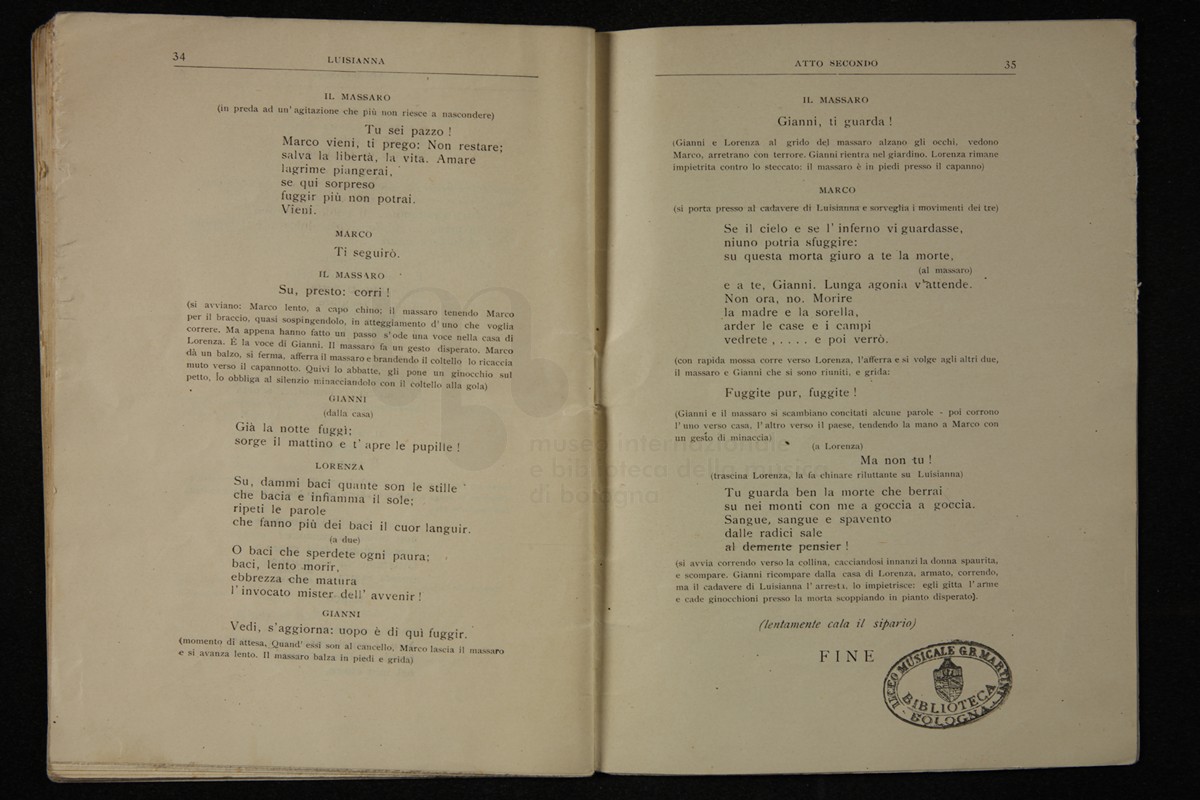 34
LUISIANNA
IL MASSARO
(in preda ad un' agitazione che più non riesce a nascondere)
Tu sei pazzo !
Marco vieni, ti prego: Non restare;
salva la libertà, la vita. Amare
lagrime piangerai,
se qui sorpreso
fuggir più non potrai.
Vieni.
MARCO
Ti seguirò.
IL MASSARO
Su, presto: corri !
(si avviano: Marco lento, a capo chino; il massaro tenendo Marco
per il braccio, quasi sospingendolo, in atteggiamento d' uno che voglia
correre. Ma appena hanno fatto un passo s' ode una voce nella casa di
Lorenza. È la voce di Gianni. Il massaro fa un gesto disperato. Marco
dà un balzo, si ferma, afferra il massaro e brandendo il coltello lo ricaccia
muto verso il capannotto. Quivi lo abbatte, gli pone un ginocchio sul
petto, lo obbliga al silenzio minacciandolo con il coltello alla gola)
GIANNI
(dalla casa)
Già la notte fuggì;
sorge il mattino e t' apre le pupille !
LORENZA
Su, dammi baci quante son le stille
che bacia e infiamma il sole;
ripeti le parole
che fanno più dei baci il cuor languir.
(a due)
O baci che sperdete ogni paura;
baci, lento morir,
ebbrezza che matura
l' invocato mister dell' avvenir !
GIANNI
Vedi, s'aggiorna: uopo è di quì fuggir.
(momento di attesa, Quand' essi son al cancello. Marco lascia il massaro
e si avanza lento. Il massaro balza in piedi e grida)
ATTO SECONDO
35
IL MASSARO
Gianni, ti guarda !
(Gianni e Lorenza al grido del massaro alzano gli occhi, vedono
Marco, arretrano con terrore. Gianni rientra nel giardino. Lorenza rimane
impietrita contro lo steccato: il massaro è in piedi presso il capanno)
MARCO
(si porta presso al cadavere di Luisianna e sorveglia i movimenti dei tre)
Se il cielo e se l' inferno vi guardasse,
niuno potria sfuggire:
su questa morta giuro a te la morte,
(al massaro)
e a te, Gianni. Lunga agonia v'attende.
Non ora, no. Morire
la madre e la sorella,
arder le case e i campi
vedrete , . . . . e poi verrò.
(con rapida mossa corre verso Lorenza, l'afferra e si volge agli altri due,
il massaro e Gianni che si sono riuniti, e grida:
Fuggite pur, fuggite !
(Gianni e il massaro si scambiano concitati alcune parole - poi corrono
l' uno verso casa, l' altro verso il paese, tendendo la mano a Marco con
un gesto di minaccia)
(a Lorenza)
Ma non tu !
(trascina Lorenza, la fa chinare riluttante su Luisianna)
Tu guarda ben la morte che berrai
su nei monti con me a goccia a goccia.
Sangue, sangue e spavento
dalle radici sale
al demente pensier !
(si avvia correndo verso la collina, cacciandosi innanzi la donna spaurita,
e scompare. Gianni ricompare dalla casa di Lorenza, armato, correndo,
ma il cadavere di Luisianna l' arresta, lo impietrisce: egli gitta l' arme
e cade ginocchioni presso la morta scoppiando in pianto disperato].
(lentamente cala il sipario)
FINE
LICEO MUSICALE G.B. MARTINI
BIBLIOTECA
BOLOGNA
museo internazionale
e biblioteca della musica
di bologna